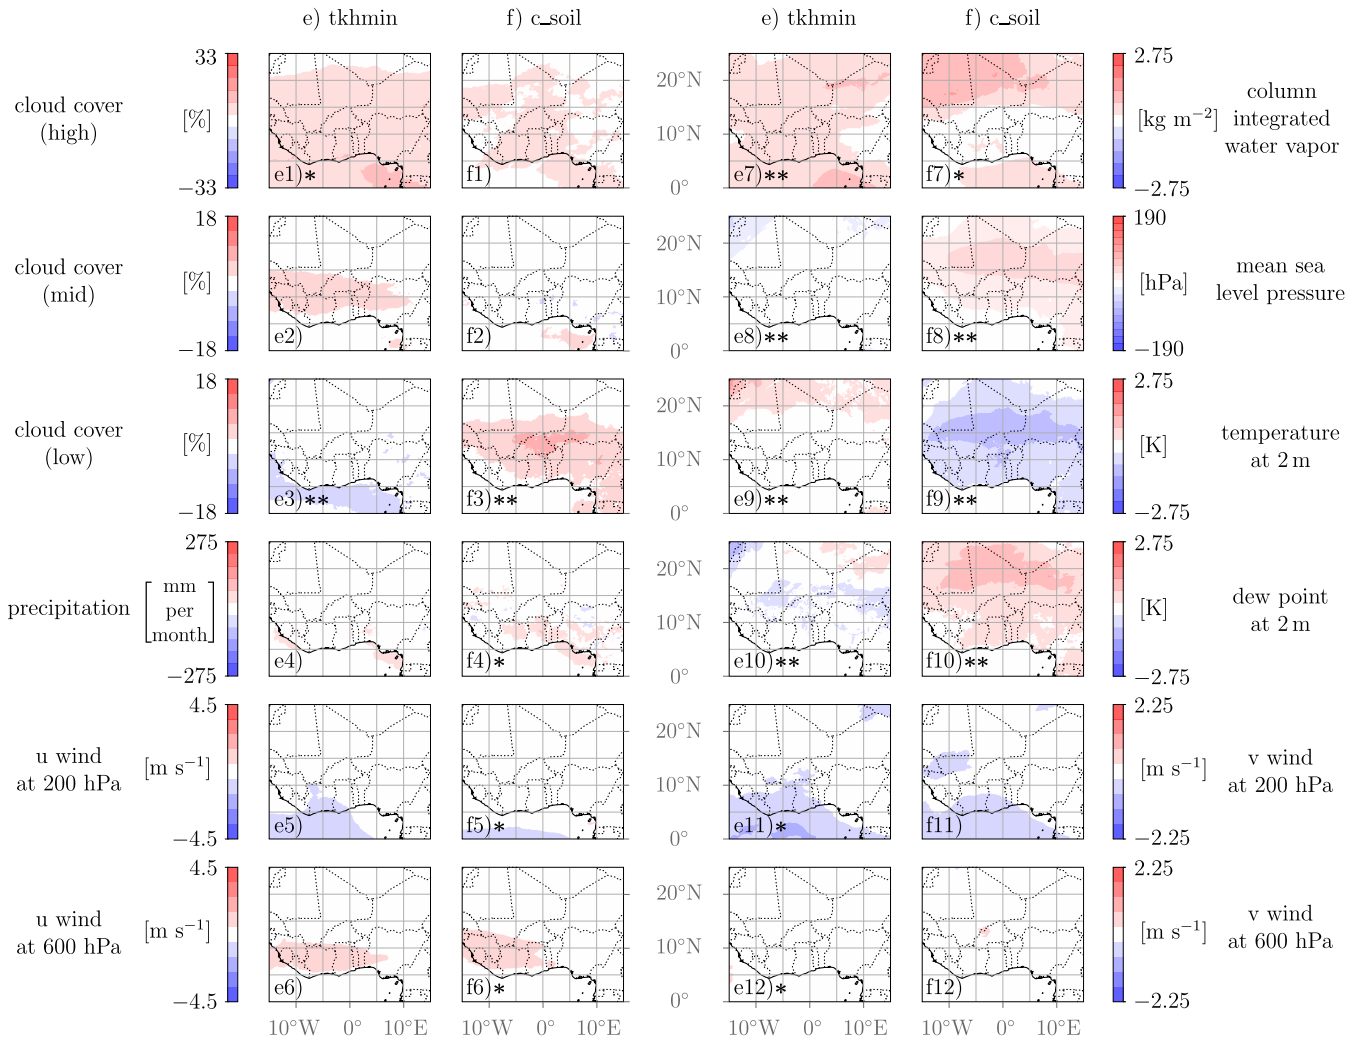 e) tkhmin
f) c_soil
e) tkhmin
f) c_soil
cloud cover
(high)
33
[%]
−33
e1)*
f1)
20°N
10°N
0°
e7)**
f7)*
2.75
[kg m−2]
−2.75
column
integrated
water vapor
cloud cover
(mid)
18
[%]
−18
e2)
f2)
20°N
10°N
0°
e8)**
f8)**
190
[hPa]
−190
mean sea
level pressure
cloud cover
(low)
18
[%]
−18
e3)**
f3)**
20°N
10°N
0°
e9)**
f9)**
2.75
[K]
−2.75
temperature
at 2 m
precipitation
275
[mm
per
month]
−275
e4)
f4)*
20°N
10°N
0°
e10)**
f10)**
2.75
[K]
−2.75
dew point
at 2 m
u wind
at 200 hPa
4.5
[m s−1]
−4.5
e5)
f5)*
20°N
10°N
0°
e11)*
f11)
2.25
[m s−1]
−2.25
v wind
at 200 hPa
u wind
at 600 hPa
4.5
[m s−1]
−4.5
e6)
f6)*
20°N
10°N
0°
e12)*
f12)
2.25
[m s−1]
−2.25
v wind
at 600 hPa
10°W 0° 10°E
10°W 0° 10°E
10°W 0° 10°E
10°W 0° 10°E